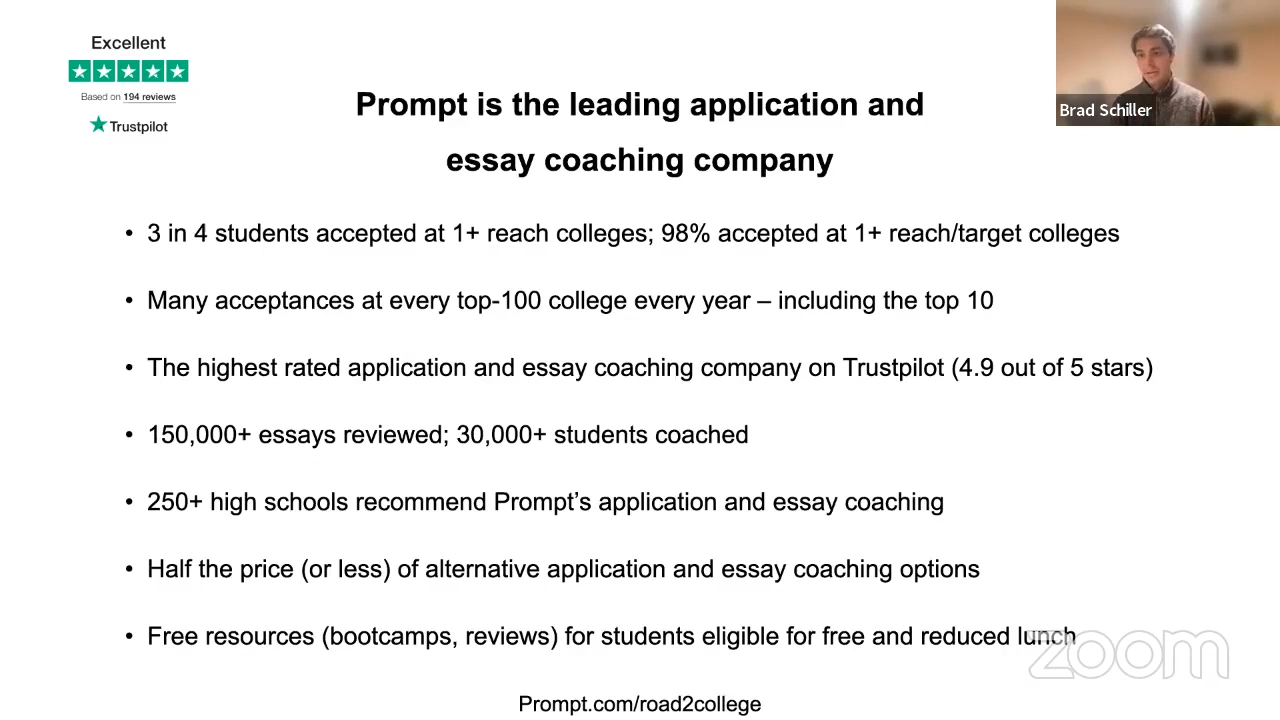 Excellent
Based on 194 reviews
Trustpilot
Brad Schiller
Prompt is the leading application and
essay coaching company
• 3 in 4 students accepted at 1+ reach colleges; 98% accepted at 1+ reach/target colleges
• Many acceptances at every top-100 college every year – including the top 10
• The highest rated application and essay coaching company on Trustpilot (4.9 out of 5 stars)
• 150,000+ essays reviewed; 30,000+ students coached
• 250+ high schools recommend Prompt’s application and essay coaching
• Half the price (or less) of alternative application and essay coaching options
• Free resources (bootcamps, reviews) for students eligible for free and reduced lunch
zoom
Prompt.com/road2college